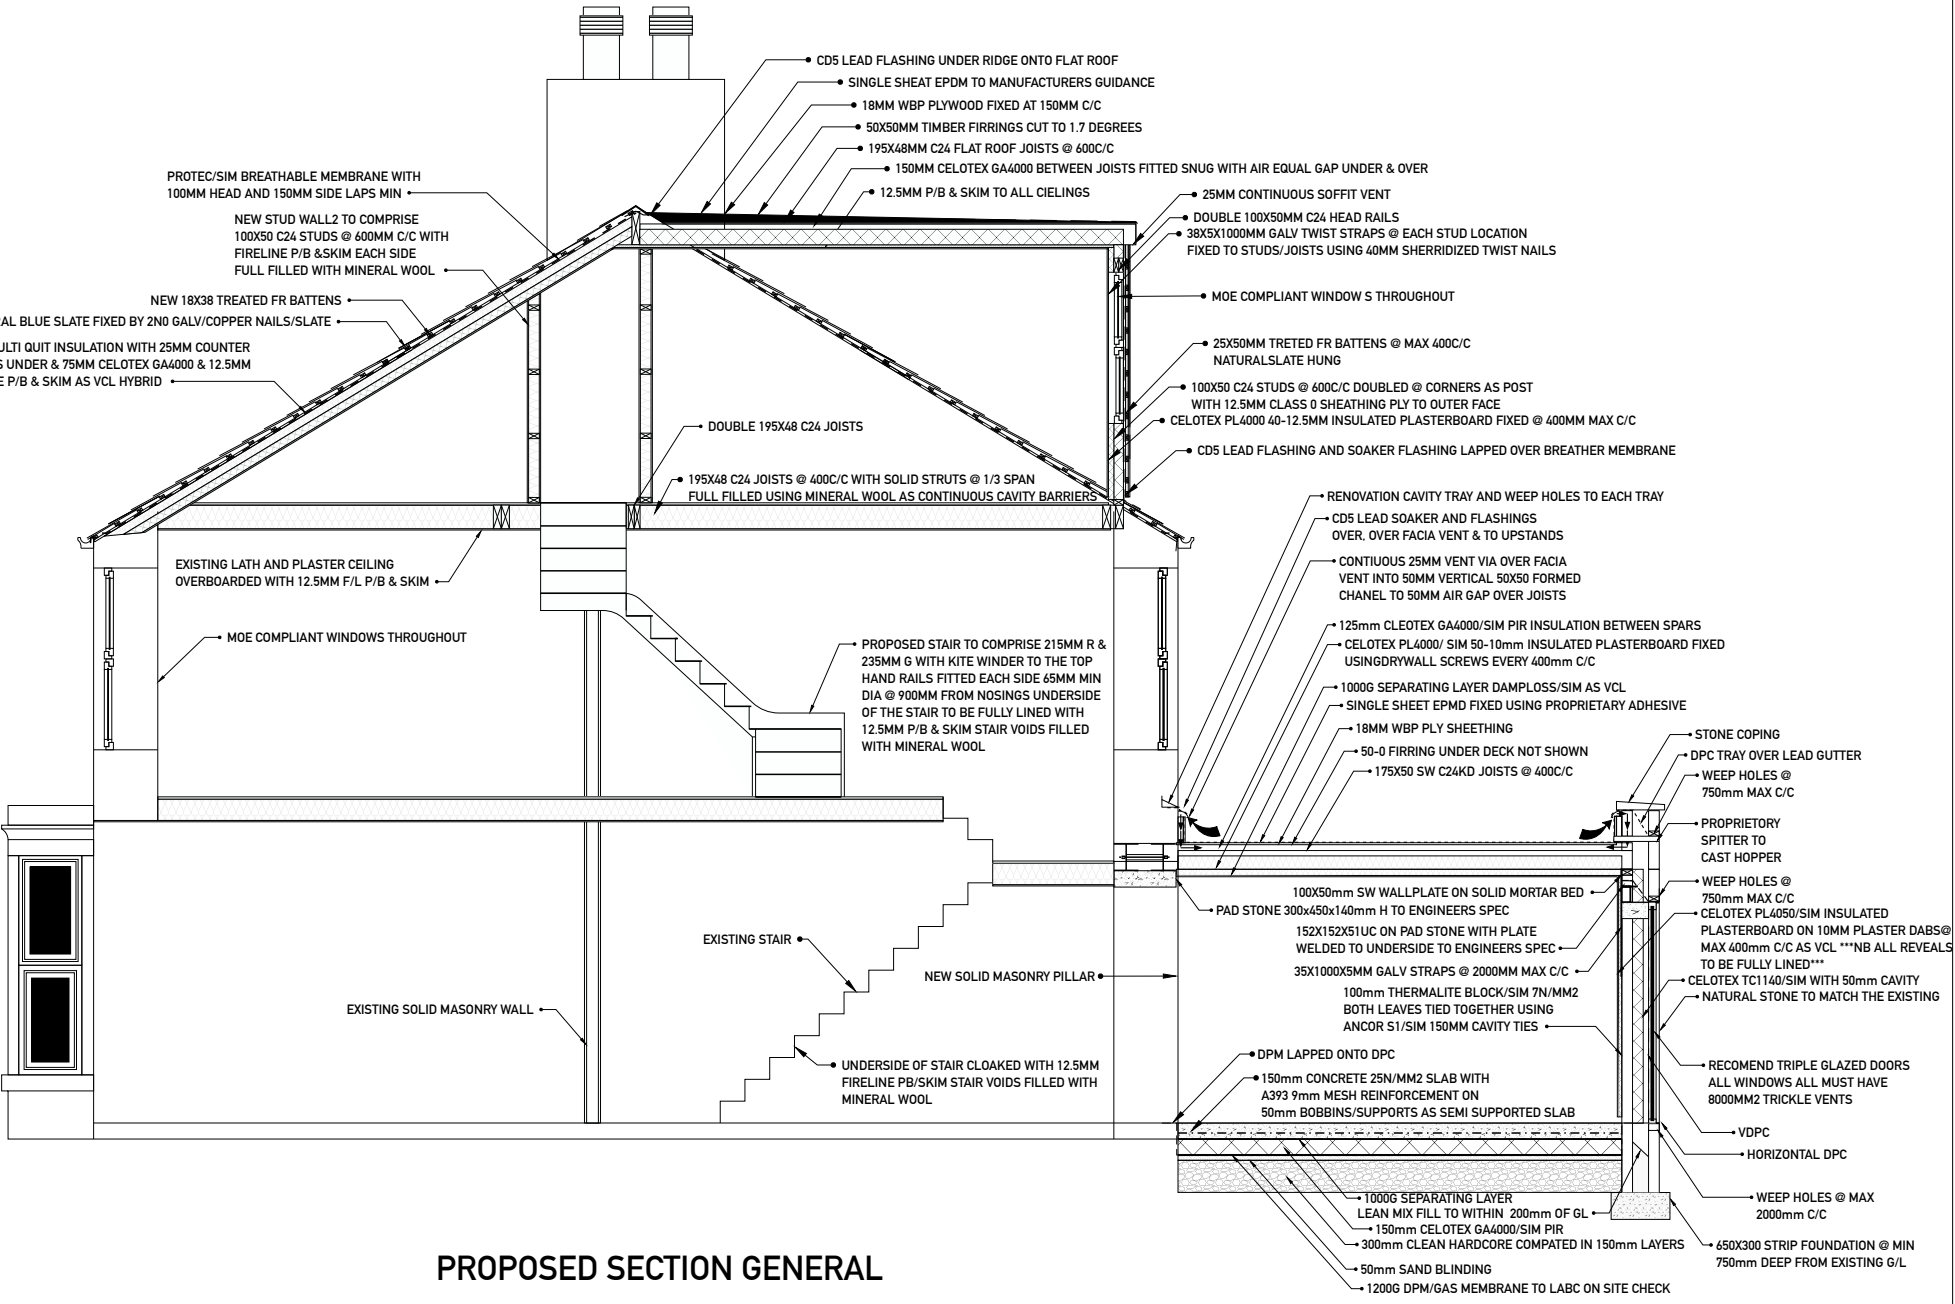 CD5 LEAD FLASHING UNDER RIDGE ONTO FLAT ROOF
SINGLE SHEAT EPDM TO MANUFACTURERS GUIDANCE
18MM WBP PLYWOOD FIXED AT 150MM C/C
50X50MM TIMBER FIRRINGS CUT TO 1.7 DEGREES
195X48MM C24 FLAT ROOF JOISTS @ 600C/C
150MM CELOTEX GA4000 BETWEEN JOISTS FITTED SNUG WITH AIR EQUAL GAP UNDER & OVER
12.5MM P/B & SKIM TO ALL CIELINGS
PROTEC/SIM BREATHABLE MEMBRANE WITH
100MM HEAD AND 150MM SIDE LAPS MIN
NEW STUD WALL2 TO COMPRISE
100X50 C24 STUDS @ 600MM C/C WITH
FIRELINE P/B &SKIM EACH SIDE
FULL FILLED WITH MINERAL WOOL
NEW 18X38 TREATED FR BATTENS
RAL BLUE SLATE FIXED BY 2N0 GALV/COPPER NAILS/SLATE
ULTI QUIT INSULATION WITH 25MM COUNTER
S UNDER & 75MM CELOTEX GA4000 & 12.5MM
E P/B & SKIM AS VCL HYBRID
25MM CONTINUOUS SOFFIT VENT
DOUBLE 100X50MM C24 HEAD RAILS
38X5X1000MM GALV TWIST STRAPS @ EACH STUD LOCATION
FIXED TO STUDS/JOISTS USING 40MM SHERRIDIZED TWIST NAILS
MOE COMPLIANT WINDOW S THROUGHOUT
25X50MM TRETED FR BATTENS @ MAX 400C/C
NATURALSLATE HUNG
100X50 C24 STUDS @ 600C/C DOUBLED @ CORNERS AS POST
WITH 12.5MM CLASS 0 SHEATHING PLY TO OUTER FACE
CELOTEX PL4000 40-12.5MM INSULATED PLASTERBOARD FIXED @ 400MM MAX C/C
CD5 LEAD FLASHING AND SOAKER FLASHING LAPPED OVER BREATHER MEMBRANE
DOUBLE 195X48 C24 JOISTS
195X48 C24 JOISTS @ 400C/C WITH SOLID STRUTS @ 1/3 SPAN
FULL FILLED USING MINERAL WOOL AS CONTINUOUS CAVITY BARRIERS
EXISTING LATH AND PLASTER CEILING
OVERBOARDED WITH 12.5MM F/L P/B & SKIM
MOE COMPLIANT WINDOWS THROUGHOUT
PROPOSED STAIR TO COMPRISE 215MM R &
235MM G WITH KITE WINDER TO THE TOP
HAND RAILS FITTED EACH SIDE 65MM MIN
DIA @ 900MM FROM NOSINGS UNDERSIDE
OF THE STAIR TO BE FULLY LINED WITH
12.5MM P/B & SKIM STAIR VOIDS FILLED
WITH MINERAL WOOL
RENOVATION CAVITY TRAY AND WEEP HOLES TO EACH TRAY
CD5 LEAD SOAKER AND FLASHINGS
OVER, OVER FACIA VENT & TO UPSTANDS
CONTIUOUS 25MM VENT VIA OVER FACIA
VENT INTO 50MM VERTICAL 50X50 FORMED
CHANEL TO 50MM AIR GAP OVER JOISTS
125mm CLEOTEX GA4000/SIM PIR INSULATION BETWEEN SPARS
CELOTEX PL4000/ SIM 50-10mm INSULATED PLASTERBOARD FIXED
USINGDRYWALL SCREWS EVERY 400mm C/C
1000G SEPARATING LAYER DAMPLOSS/SIM AS VCL
SINGLE SHEET EPMD FIXED USING PROPRIETARY ADHESIVE
18MM WBP PLY SHEETHING
50-0 FIRRING UNDER DECK NOT SHOWN
175X50 SW C24KD JOISTS @ 400C/C
STONE COPING
DPC TRAY OVER LEAD GUTTER
WEEP HOLES @
750mm MAX C/C
PROPRIETORY
SPITTER TO
CAST HOPPER
WEEP HOLES @
750mm MAX C/C
CELOTEX PL4050/SIM INSULATED
PLASTERBOARD ON 10MM PLASTER DABS@
MAX 400mm C/C AS VCL ***NB ALL REVEALS
TO BE FULLY LINED***
CELOTEX TC1140/SIM WITH 50mm CAVITY
NATURAL STONE TO MATCH THE EXISTING
100X50mm SW WALLPLATE ON SOLID MORTAR BED
PAD STONE 300x450x140mm H TO ENGINEERS SPEC
152X152X51UC ON PAD STONE WITH PLATE
WELDED TO UNDERSIDE TO ENGINEERS SPEC
35X1000X5MM GALV STRAPS @ 2000MM MAX C/C
100mm THERMALITE BLOCK/SIM 7N/MM2
BOTH LEAVES TIED TOGETHER USING
ANCOR S1/SIM 150MM CAVITY TIES
EXISTING STAIR
NEW SOLID MASONRY PILLAR
EXISTING SOLID MASONRY WALL
UNDERSIDE OF STAIR CLOAKED WITH 12.5MM
FIRELINE PB/SKIM STAIR VOIDS FILLED WITH
MINERAL WOOL
DPM LAPPED ONTO DPC
150mm CONCRETE 25N/MM2 SLAB WITH
A393 9mm MESH REINFORCEMENT ON
50mm BOBBINS/SUPPORTS AS SEMI SUPPORTED SLAB
RECOMEND TRIPLE GLAZED DOORS
ALL WINDOWS ALL MUST HAVE
8000MM2 TRICKLE VENTS
VDPC
HORIZONTAL DPC
WEEP HOLES @ MAX
2000mm C/C
1000G SEPARATING LAYER
LEAN MIX FILL TO WITHIN 200mm OF GL
150mm CELOTEX GA4000/SIM PIR
300mm CLEAN HARDCORE COMPATED IN 150mm LAYERS
50mm SAND BLINDING
1200G DPM/GAS MEMBRANE TO LABC ON SITE CHECK
650X300 STRIP FOUNDATION @ MIN
750mm DEEP FROM EXISTING G/L
PROPOSED SECTION GENERAL